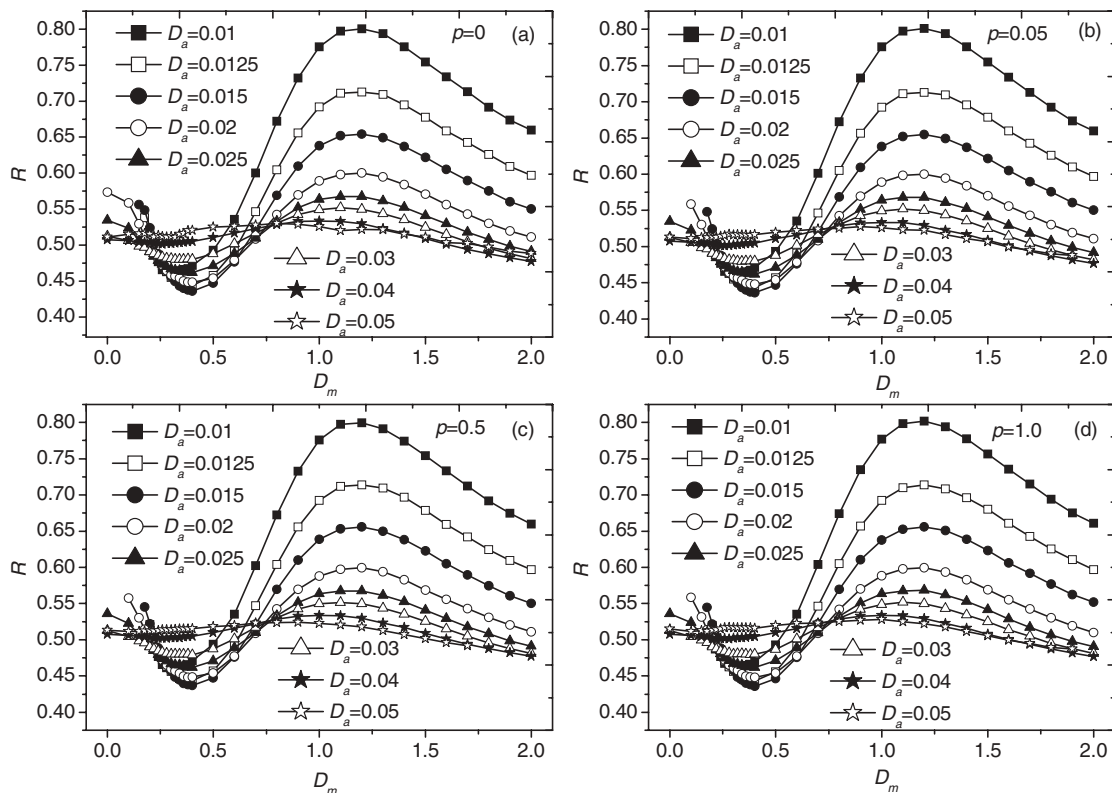 D_a=0.01
D_a=0.0125
D_a=0.015
D_a=0.02
D_a=0.025
p=0
(a)
D_a=0.03
D_a=0.04
D_a=0.05
0.80
0.75
0.70
0.65
0.60
0.55
0.50
0.45
0.40
R
0.0 0.5 1.0 1.5 2.0
D_m
D_a=0.01
D_a=0.0125
D_a=0.015
D_a=0.02
D_a=0.025
p=0.05
(b)
D_a=0.03
D_a=0.04
D_a=0.05
0.80
0.75
0.70
0.65
0.60
0.55
0.50
0.45
0.40
R
0.0 0.5 1.0 1.5 2.0
D_m
D_a=0.01
D_a=0.0125
D_a=0.015
D_a=0.02
D_a=0.025
p=0.5
(c)
D_a=0.03
D_a=0.04
D_a=0.05
0.80
0.75
0.70
0.65
0.60
0.55
0.50
0.45
0.40
R
0.0 0.5 1.0 1.5 2.0
D_m
D_a=0.01
D_a=0.0125
D_a=0.015
D_a=0.02
D_a=0.025
p=1.0
(d)
D_a=0.03
D_a=0.04
D_a=0.05
0.80
0.75
0.70
0.65
0.60
0.55
0.50
0.45
0.40
R
0.0 0.5 1.0 1.5 2.0
D_m